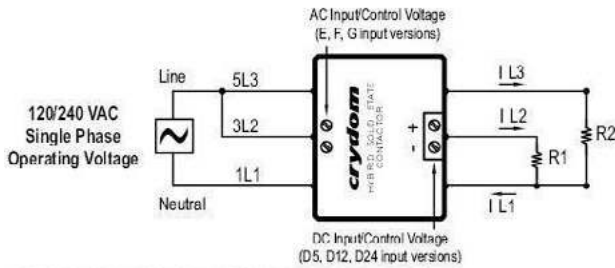 AC Input/Control Voltage
(E, F, G input versions)
120/240 VAC
Single Phase
Operating Voltage
Line
Neutral
5L3
3L2
1L1
crydom
HYBRID SOLID STATE
CONTACTOR
+
-
I L3
I L2
I L1
R1
R2
DC Input/Control Voltage
(D5, D12, D24 input versions)